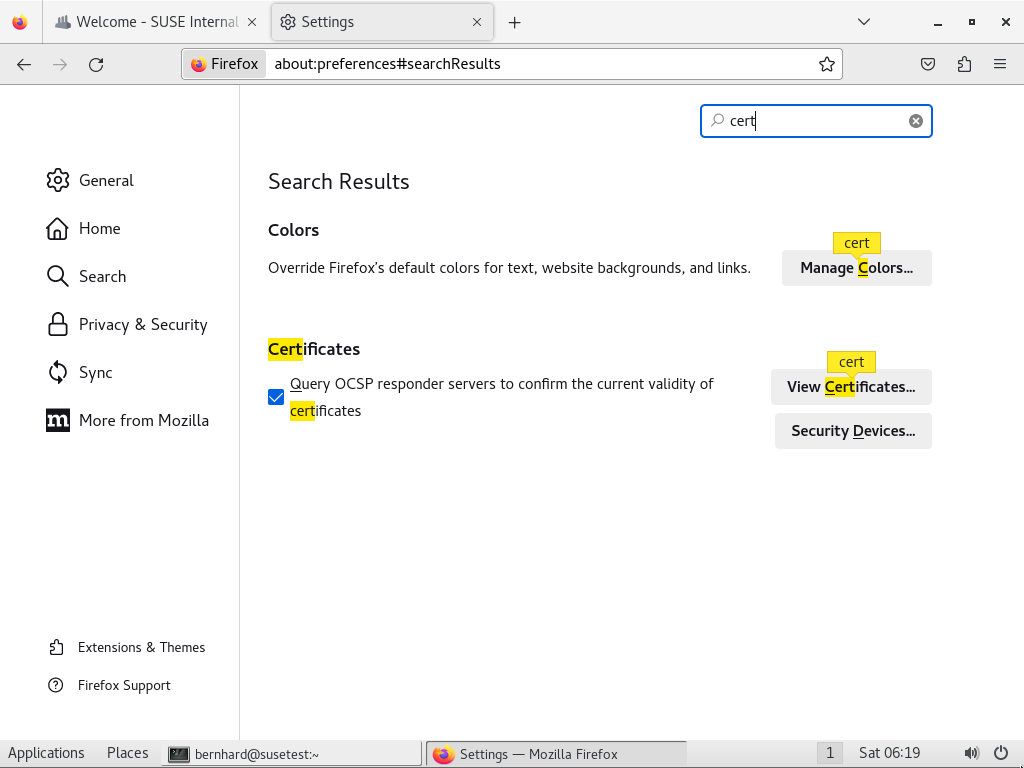 Welcome - SUSE Internal
Settings
Firefox
about:preferences#searchResults
cert
General
Home
Search
Privacy & Security
Sync
More from Mozilla
Extensions & Themes
Firefox Support
Search Results
Colors
Override Firefox's default colors for text, website backgrounds, and links.
cert
Manage Colors...
Certificates
Query OCSP responder servers to confirm the current validity of
certificates
cert
View Certificates...
Security Devices...
Applications
Places
bernhard@susetest:~
Settings — Mozilla Firefox
1
Sat 06:19